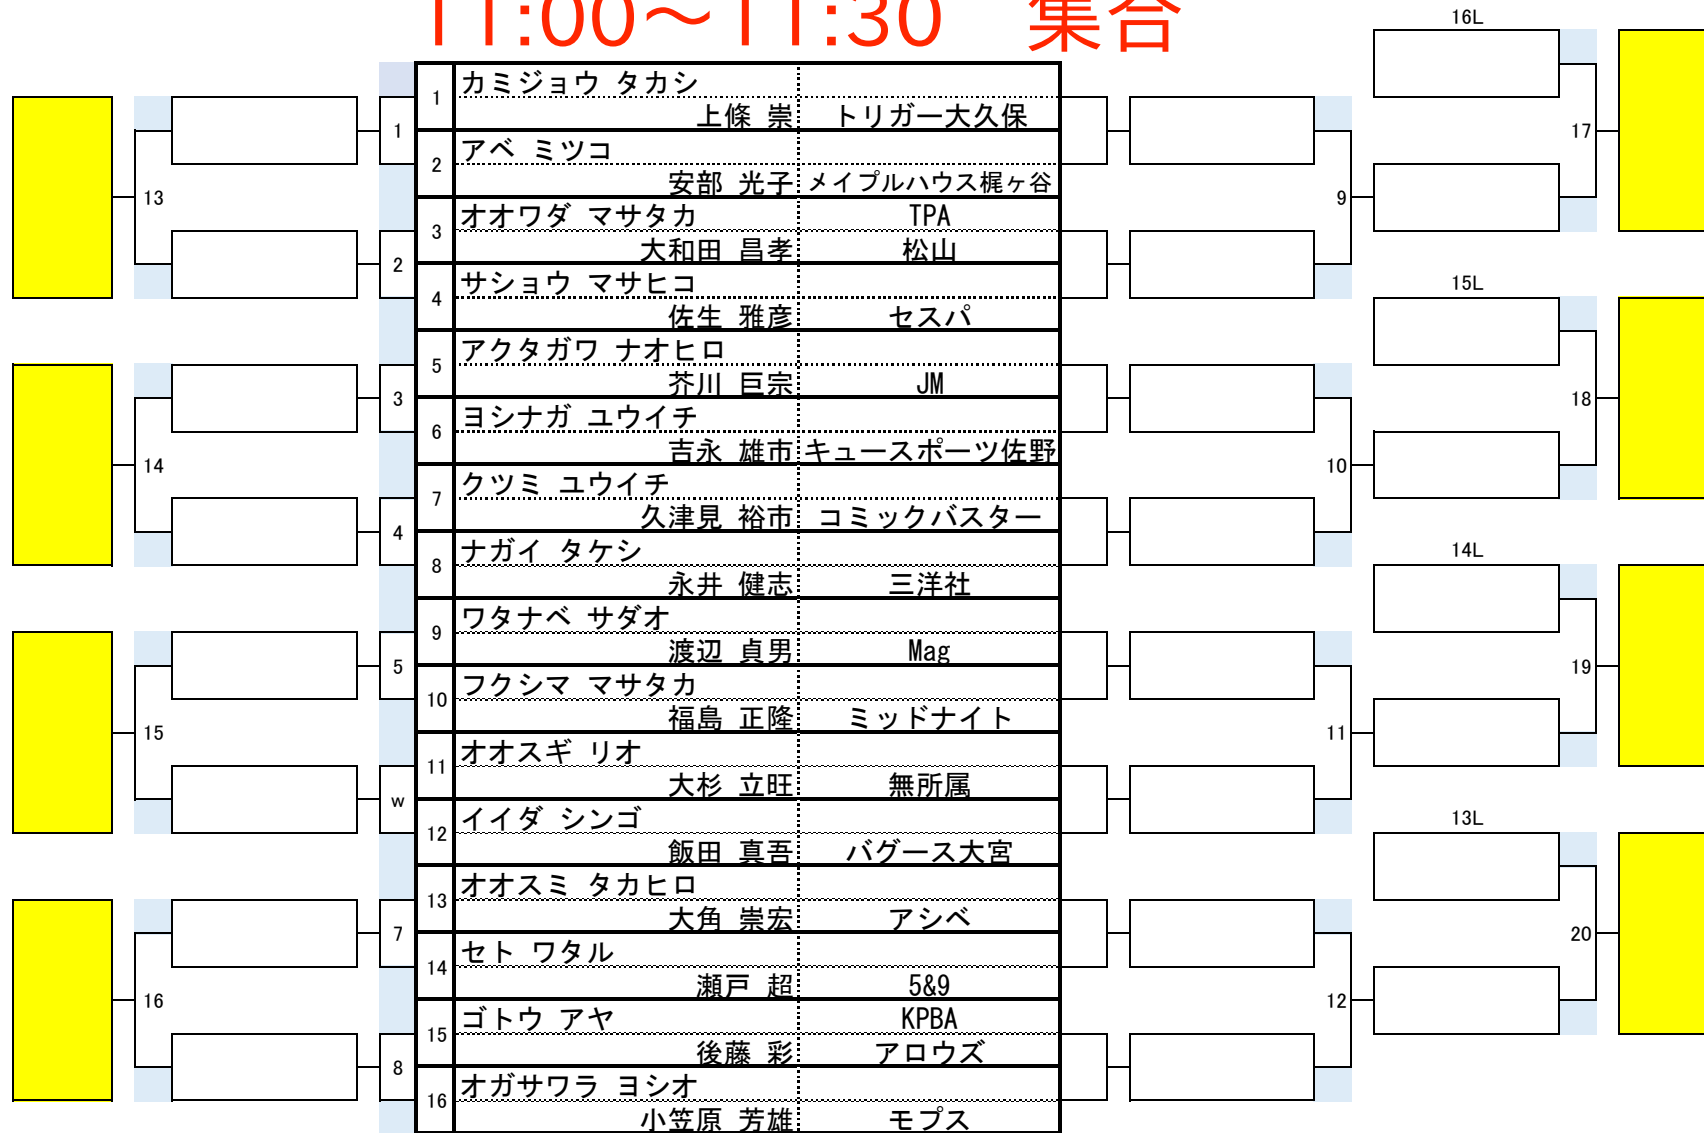 11:00～11:30　集合
1 カミジョウ タカシ
上條 崇 トリガー大久保
2 アベ ミツコ
安部 光子 メイプルハウス梶ヶ谷
3 オオワダ マサタカ TPA
大和田 昌孝 松山
4 サショウ マサヒコ
佐生 雅彦 セスパ
5 アクタガワ ナオヒロ
芥川 巨宗 JM
6 ヨシナガ ユウイチ
吉永 雄市 キュースポーツ佐野
7 クツミ ユウイチ
久津見 裕市 コミックバスター
8 ナガイ タケシ
永井 健志 三洋社
9 ワタナベ サダオ
渡辺 貞男 Mag
10 フクシマ マサタカ
福島 正隆 ミッドナイト
11 オオスギ リオ
大杉 立旺 無所属
12 イイダ シンゴ
飯田 真吾 バグース大宮
13 オオスミ タカヒロ
大角 崇宏 アシベ
14 セト ワタル
瀬戸 超 5&9
15 ゴトウ アヤ KPBA
後藤 彩 アロウズ
16 オガサワラ ヨシオ
小笠原 芳雄 モプス
13
14
15
16
1
2
3
4
5
w
7
8
9
10
11
12
16L
17
15L
18
14L
19
13L
20